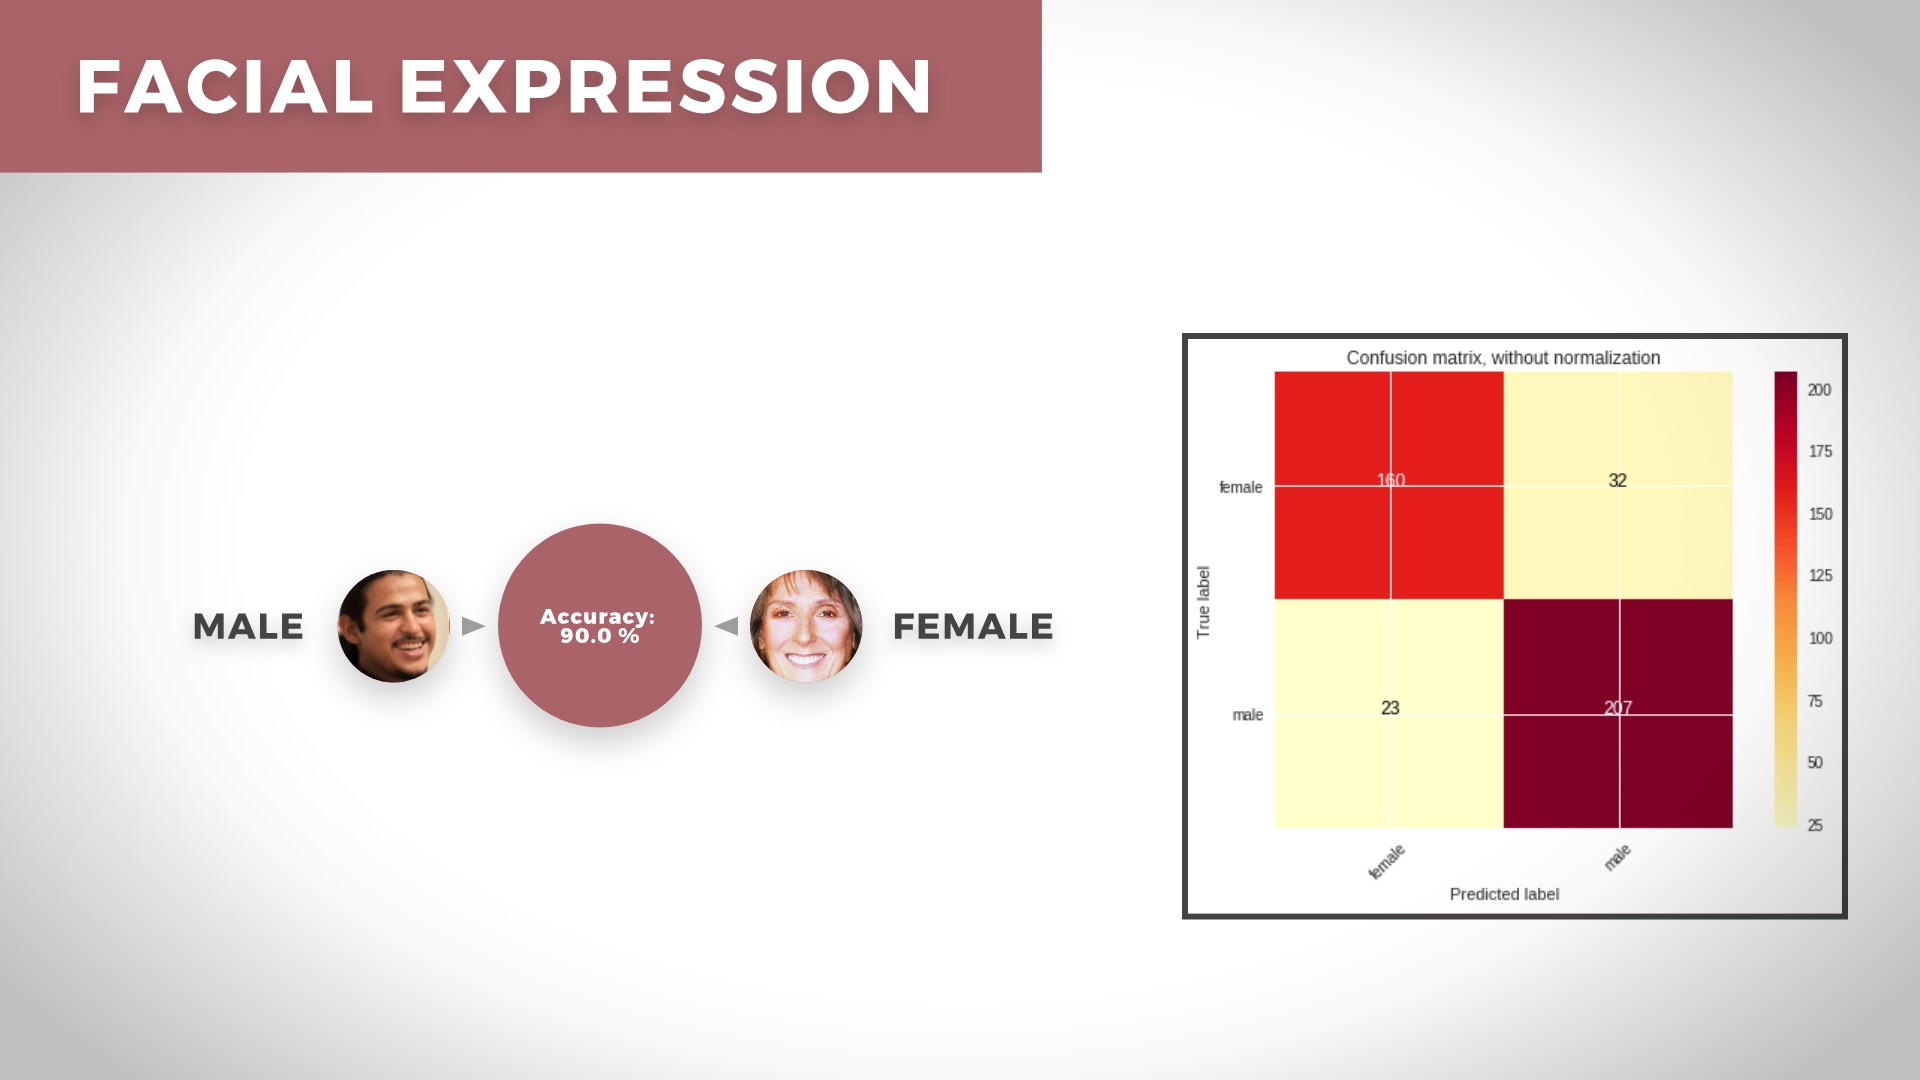 FACIAL EXPRESSION
MALE
Accuracy:
90.0 %
FEMALE
Confusion matrix, without normalization
True label
female
male
160
32
23
207
female
male
Predicted label
200
175
150
125
100
75
50
25